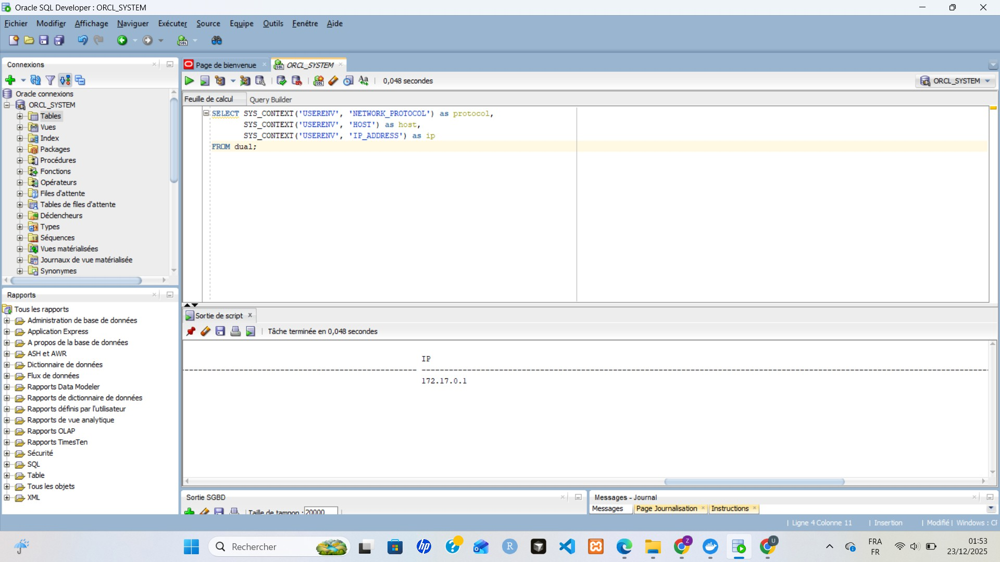 Oracle SQL Developer : ORCL_SYSTEM
Fichier Modifier Affichage Naviguer Exécuter Source Equipe Outils Fenêtre Aide
Connexions
Oracle connexions
ORCL_SYSTEM
Tables
Vues
Index
Packages
Procédures
Fonctions
Opérateurs
Files d'attente
Tables de files d'attente
Déclencheurs
Types
Séquences
Vues matérialisées
Journaux de vue matérialisée
Synonymes
Rapports
Tous les rapports
Administration de base de données
Application Express
A propos de la base de données
ASH et AWR
Dictionnaire de données
Flux de données
Rapports Data Modeler
Rapports de dictionnaire de données
Rapports définis par l'utilisateur
Rapports de vue analytique
Rapports OLAP
Rapports TimesTen
Sécurité
SQL
Table
Tous les objets
XML
Page de bienvenue ORCL_SYSTEM
0,048 secondes ORCL_SYSTEM
Feuille de calcul Query Builder
SELECT SYS_CONTEXT('USERENV', 'NETWORK_PROTOCOL') as protocol,
SYS_CONTEXT('USERENV', 'HOST') as host,
SYS_CONTEXT('USERENV', 'IP_ADDRESS') as ip
FROM dual;
Sortie de script
Tâche terminée en 0,048 secondes
IP
172.17.0.1
Sortie SGBD
Taille de tampon : 20000
Messages - Journal
Messages Page Journalisation Instructions
Ligne 4 Colonne 11 Insertion Modifié Windows : CF
Rechercher
FRA
FR
01:53
23/12/2025